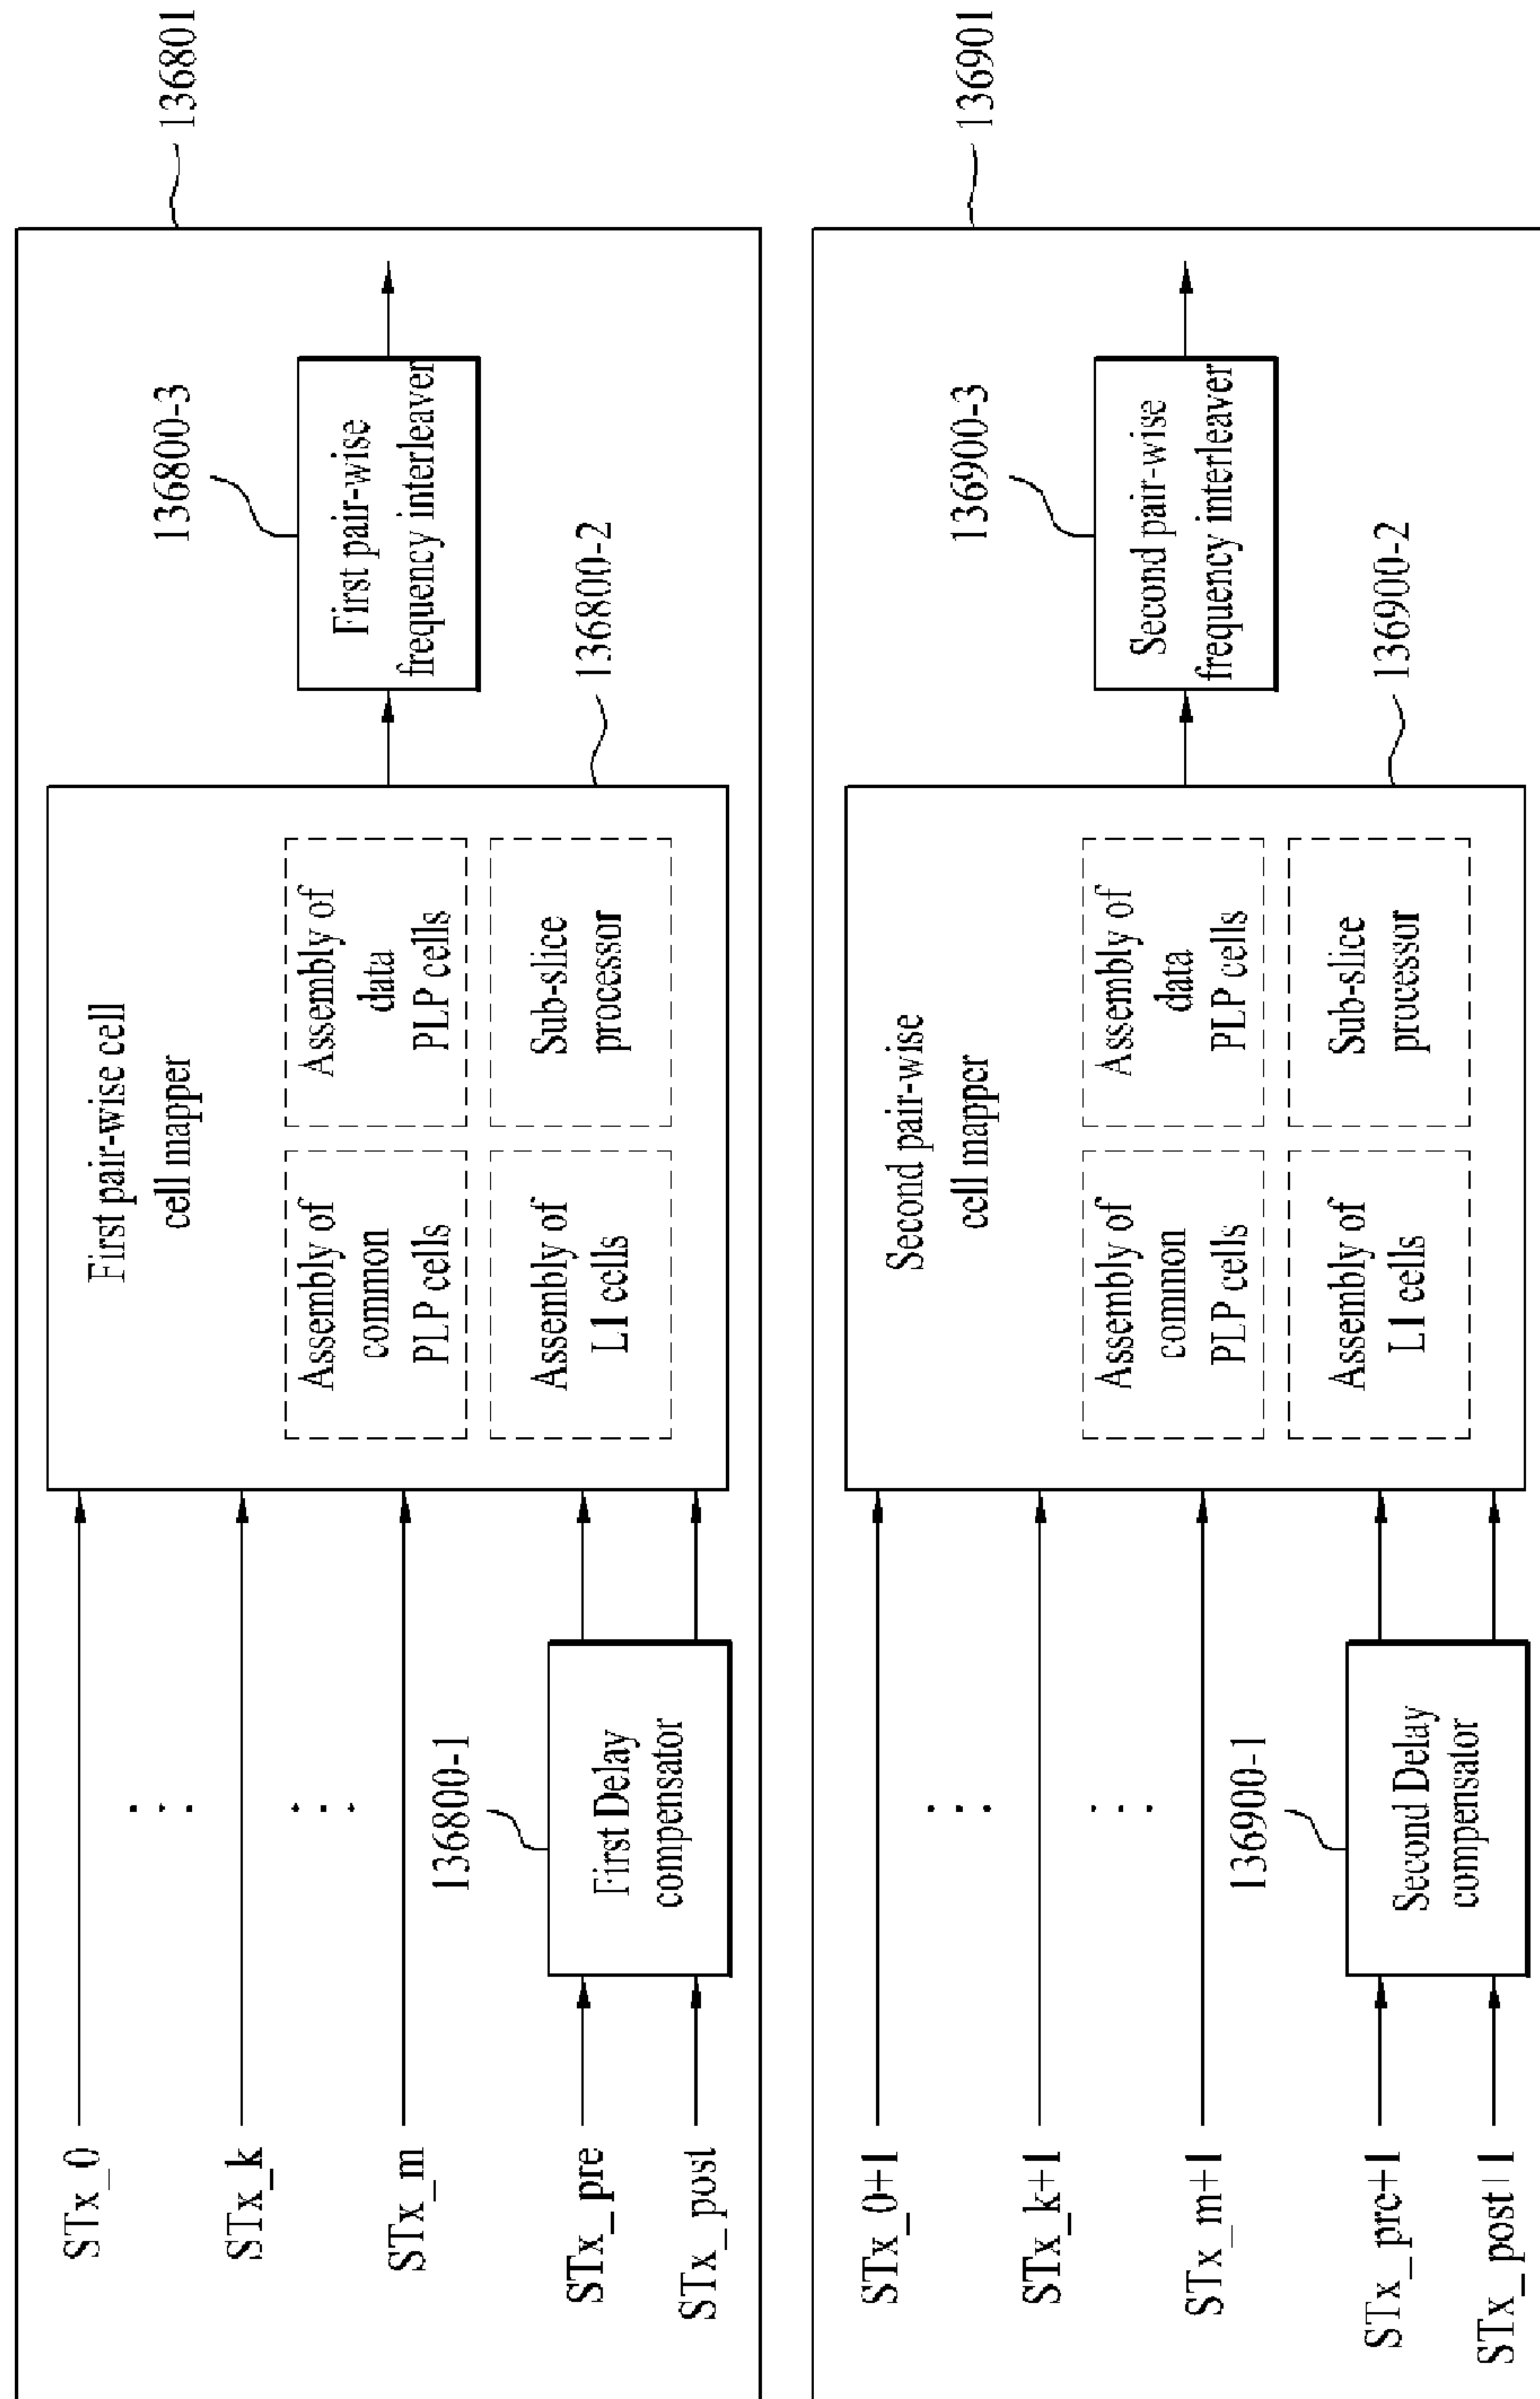 STx_0
STx_k
STx_m
STx_pre
STx_post
136800-1
First Delay
compensator
First pair-wise cell
cell mapper
Assembly of
common
PLP cells
Assembly of
data
PLP cells
Assembly of
L1 cells
Sub-slice
processor
136800-2
136800-3
First pair-wise
frequency interleaver
136801
STx_0+1
STx_k+1
STx_m+1
STx_pre+1
STx_post+1
136900-1
Second Delay
compensator
Second pair-wise
cell mapper
Assembly of
common
PLP cells
Assembly of
data
PLP cells
Assembly of
L1 cells
Sub-slice
processor
136900-2
136900-3
Second pair-wise
frequency interleaver
136901